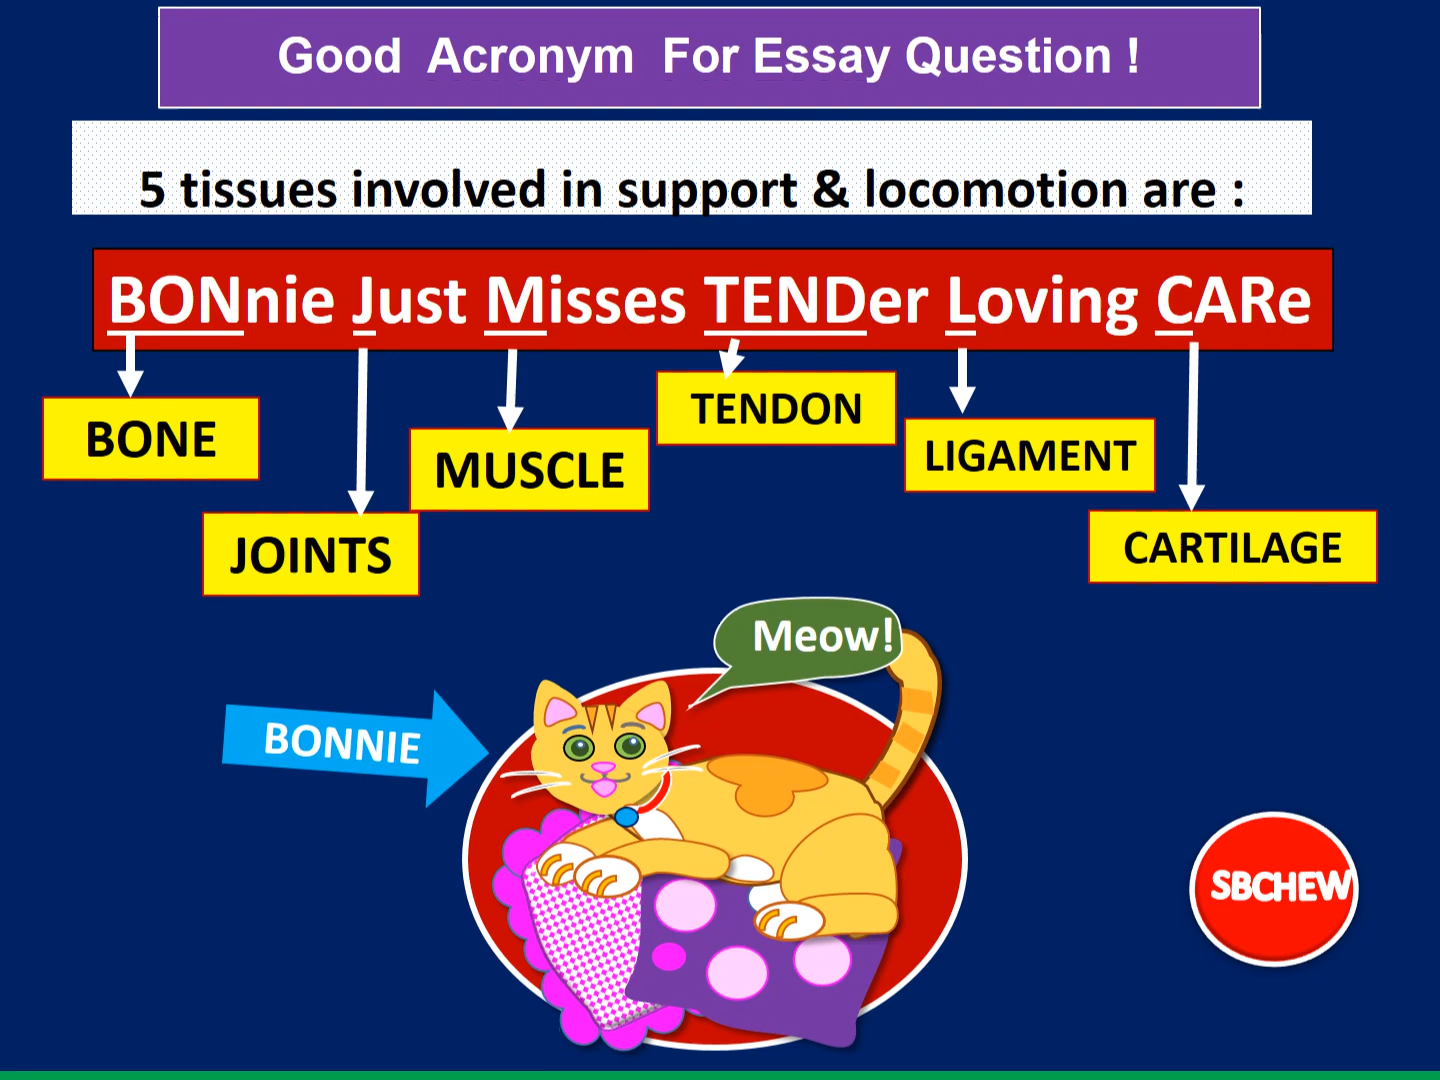 Good Acronym For Essay Question !
5 tissues involved in support & locomotion are :
BONnie Just Misses TENDer Loving CARe
BONE
JOINTS
MUSCLE
TENDON
LIGAMENT
CARTILAGE
Meow!
BONNIE
SBCHEW